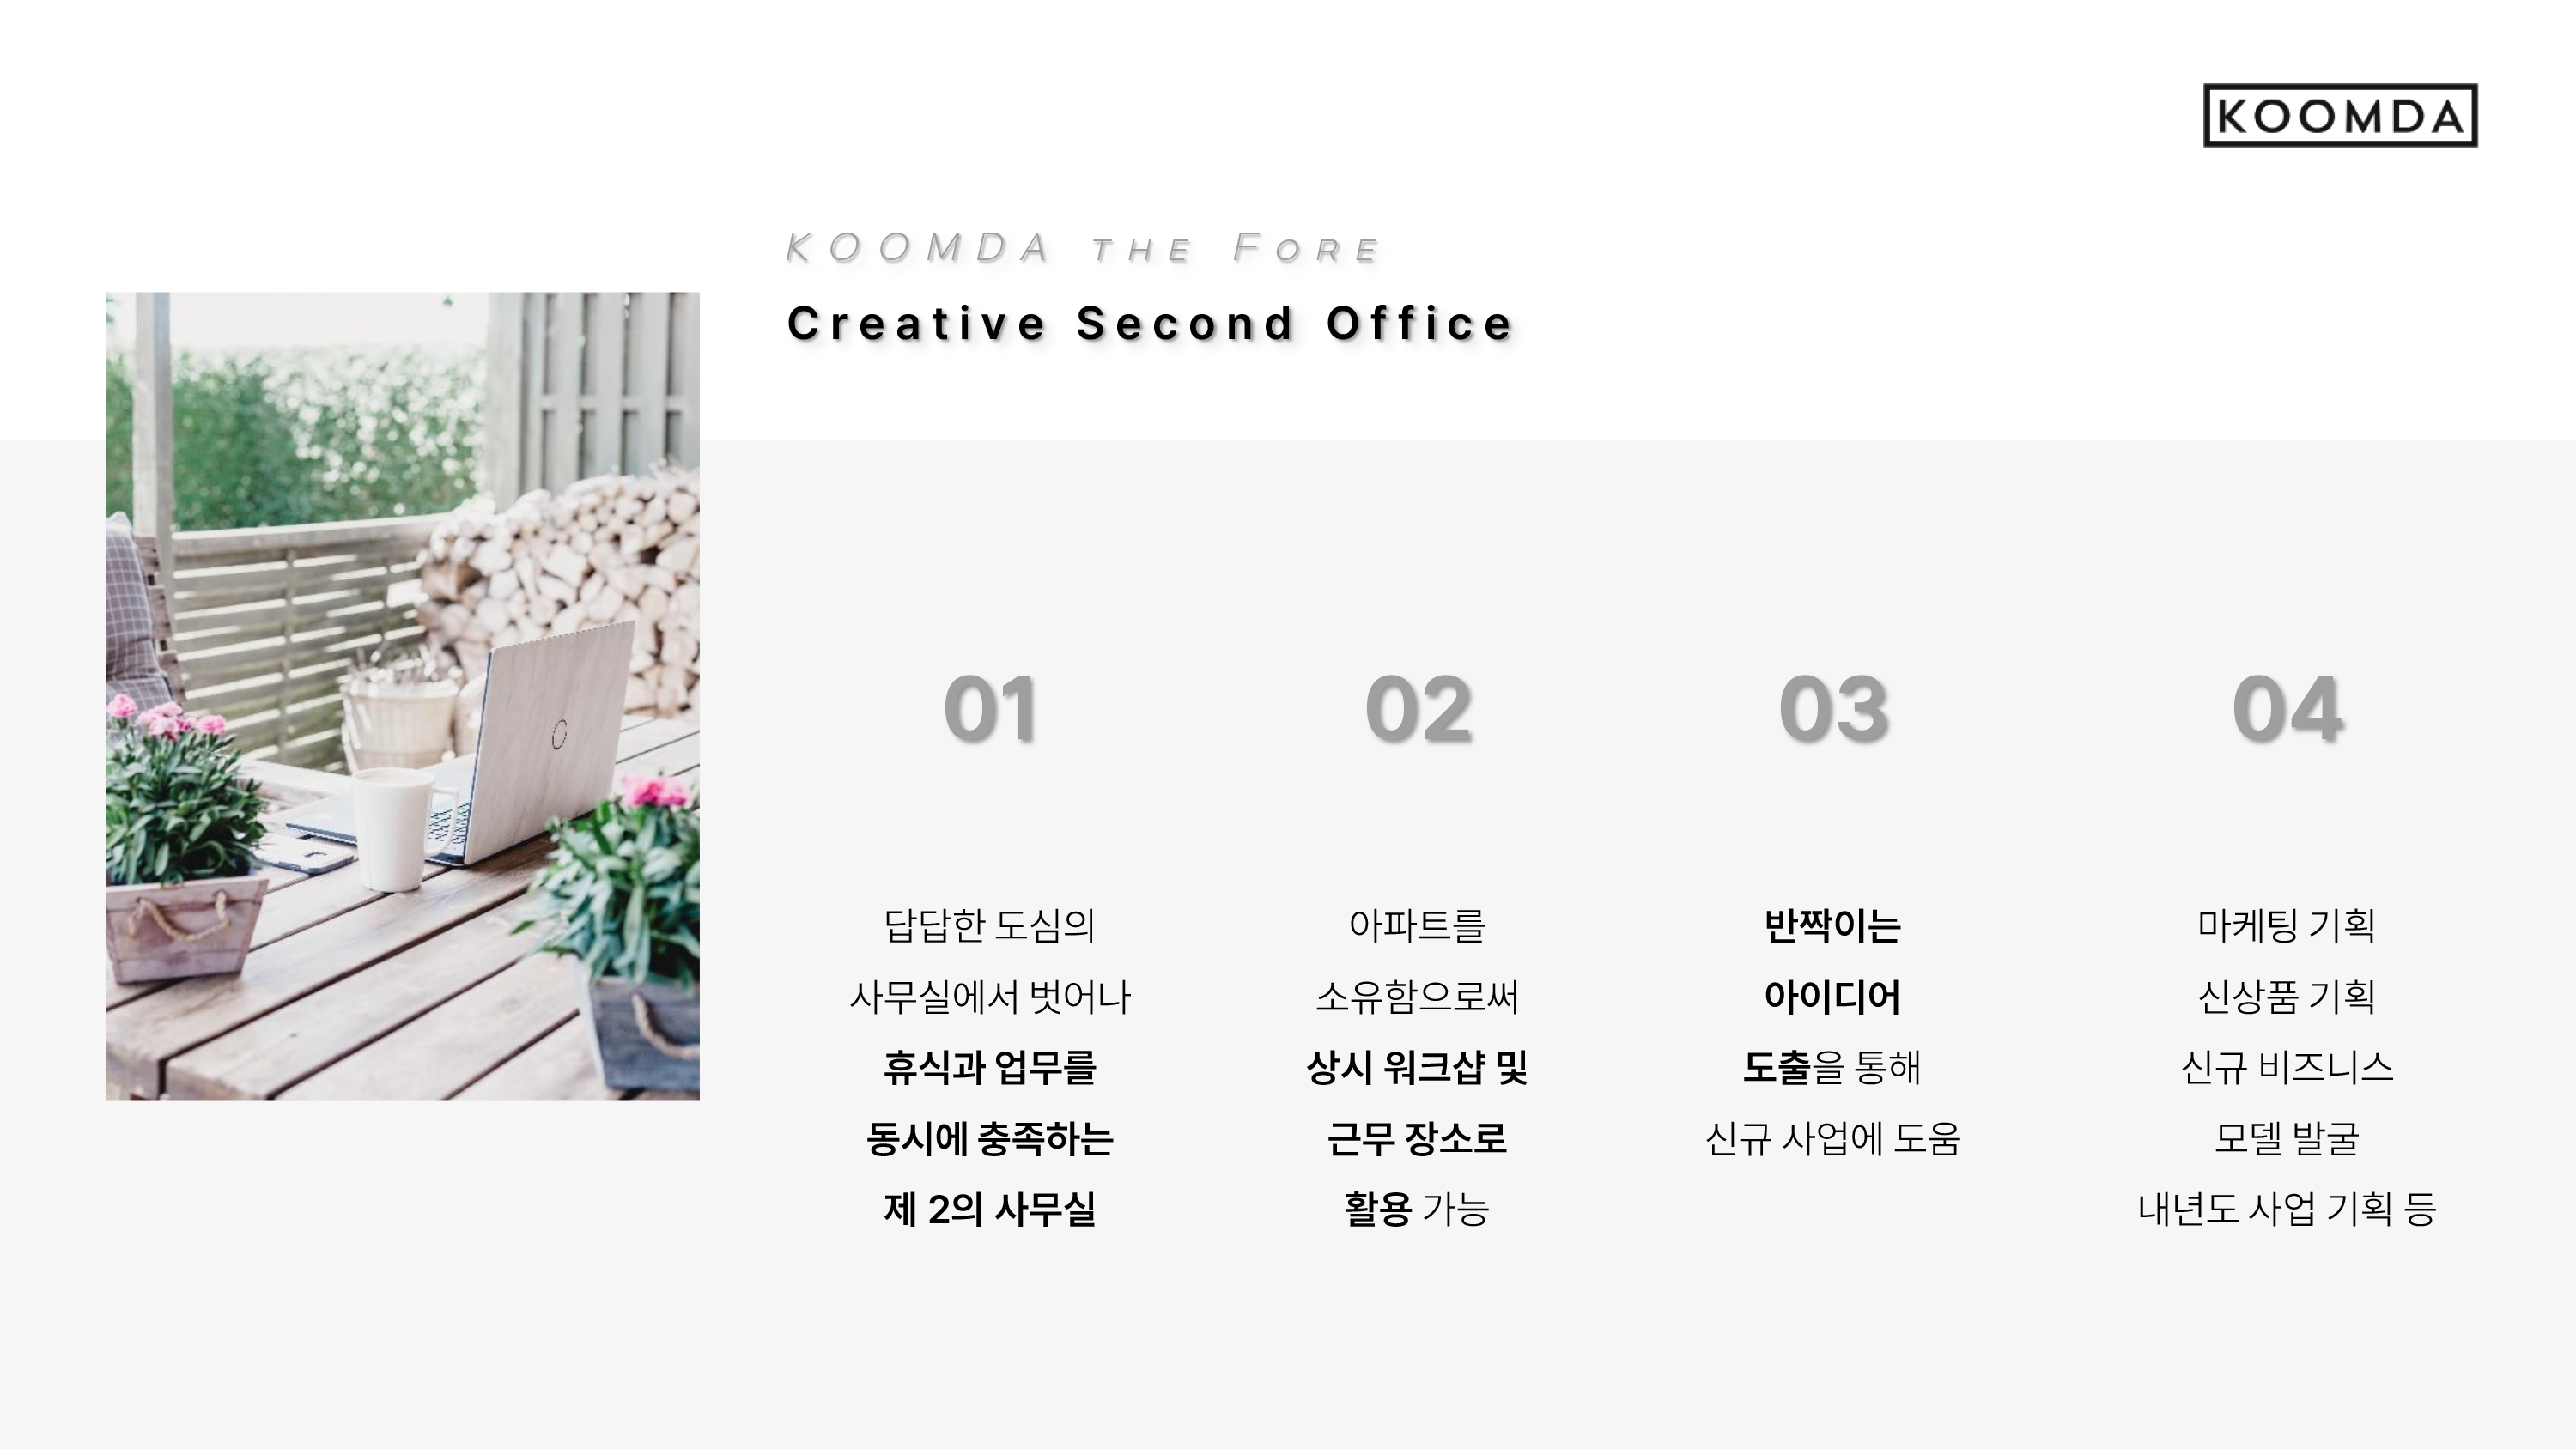 KOOMDA
KOOMDA THE FORE
Creative Second Office
01
답답한 도심의
사무실에서 벗어나
휴식과 업무를
동시에 충족하는
제 2의 사무실
02
아파트를
소유함으로써
상시 워크샵 및
근무 장소로
활용 가능
03
반짝이는
아이디어
도출을 통해
신규 사업에 도움
04
마케팅 기획
신상품 기획
신규 비즈니스
모델 발굴
내년도 사업 기획 등